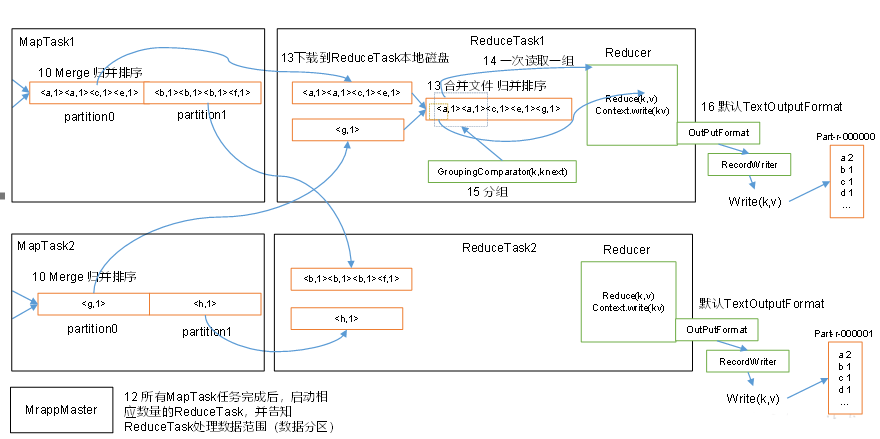 MapTask1
10 Merge 归并排序
<a,1><a,1><c,1><e,1>
<b,1><b,1><b,1><f,1>
partition0
partition1
ReduceTask1
13下载到ReduceTask本地磁盘
<a,1><a,1><c,1><e,1>
<g,1>
13 合并文件 归并排序
<a,1><a,1><c,1><e,1><g,1>
GroupingComparator(k,knext)
15 分组
14 一次读取一组
Reducer
Reduce(k,v)
Context.write(kv)
16 默认TextOutputFormat
OutPutFormat
RecordWriter
Write(k,v)
Part-r-000000
a 2
b 1
c 1
d 1
...
MapTask2
10 Merge 归并排序
<g,1>
<h,1>
partition0
partition1
ReduceTask2
<b,1><b,1><b,1><f,1>
<h,1>
Reducer
Reduce(k,v)
Context.write(kv)
默认TextOutputFormat
OutPutFormat
RecordWriter
Write(k,v)
Part-r-000001
a 2
b 1
c 1
d 1
...
MrappMaster
12 所有MapTask任务完成后，启动相
应数量的ReduceTask，并告知
ReduceTask处理数据范围（数据分区）